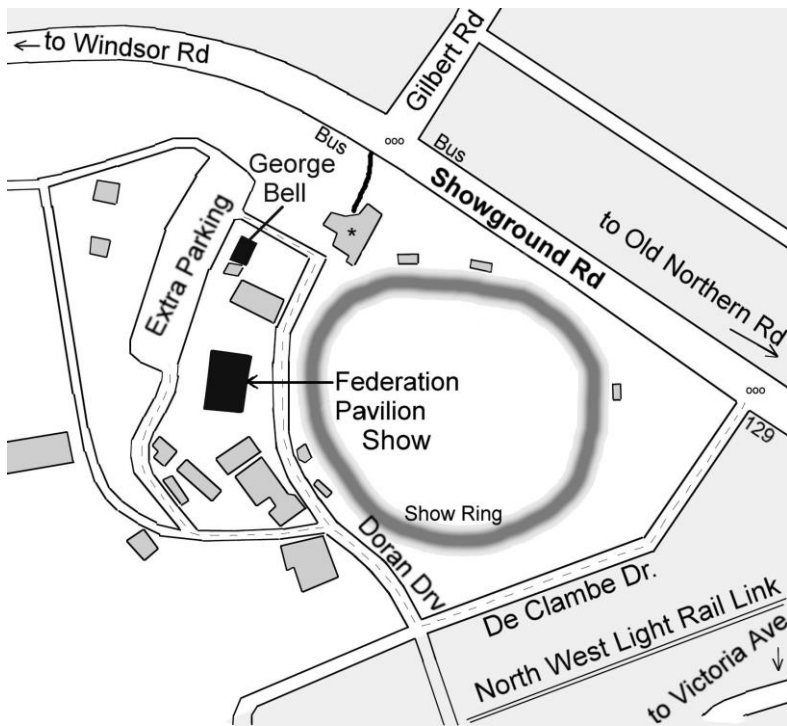 ← to Windsor Rd
Gilbert Rd
Bus
ooo
Bus
George
Bell
Showground Rd
to Old Northern Rd →
*
Extra Parking
Federation
Pavilion
Show
ooo
129
Show Ring
Doran Drv
De Clambe Dr.
North West Light Rail Link
to Victoria Ave →